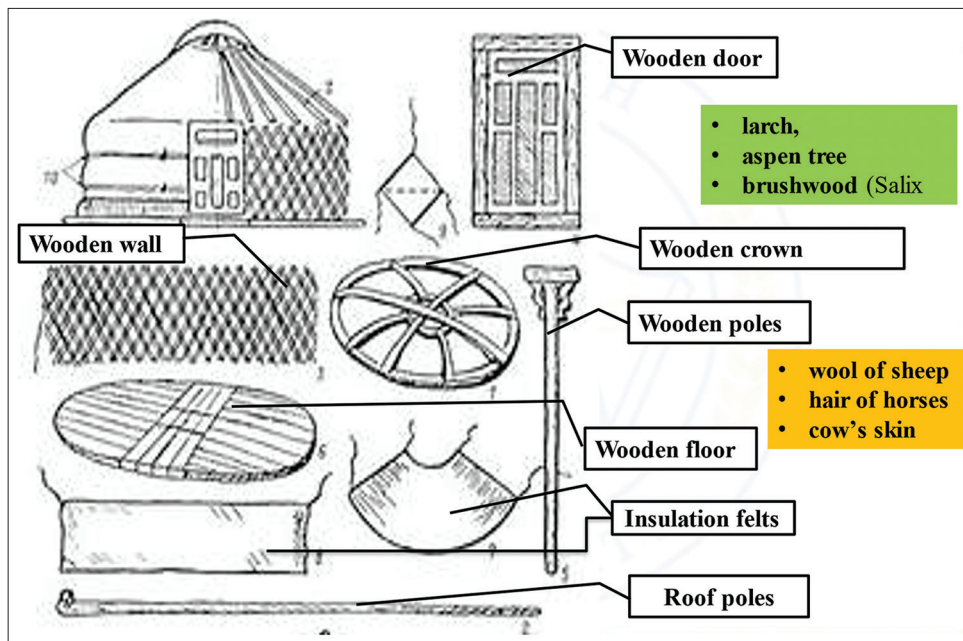 Wooden door
• larch,
• aspen tree
• brushwood (Salix
Wooden wall
Wooden crown
Wooden poles
• wool of sheep
• hair of horses
• cow’s skin
Wooden floor
Insulation felts
Roof poles